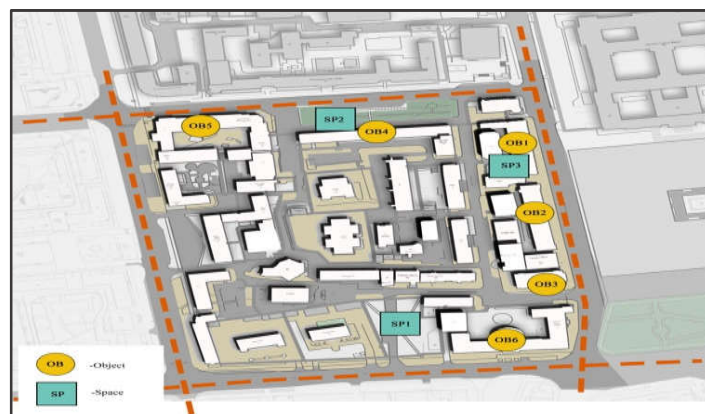 SP2
OB5
OB4
OB1
SP3
OB2
OB3
SP1
OB6
OB -Object
SP -Space